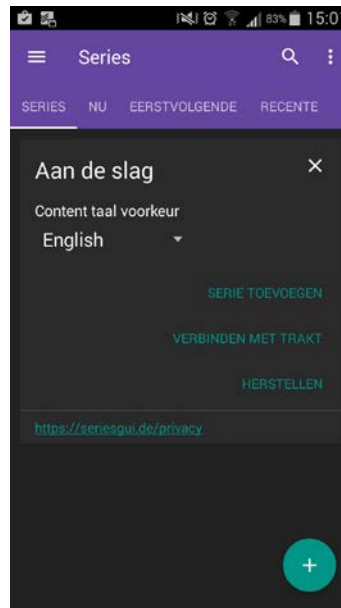 83% 15:0
Series
SERIES NU EERSTVOLGENDE RECENTE
Aan de slag
Content taal voorkeur
English
SERIE TOEVOEGEN
VERBINDEN MET TRAKT
HERSTELLEN
https://seriesgui.de/privacy